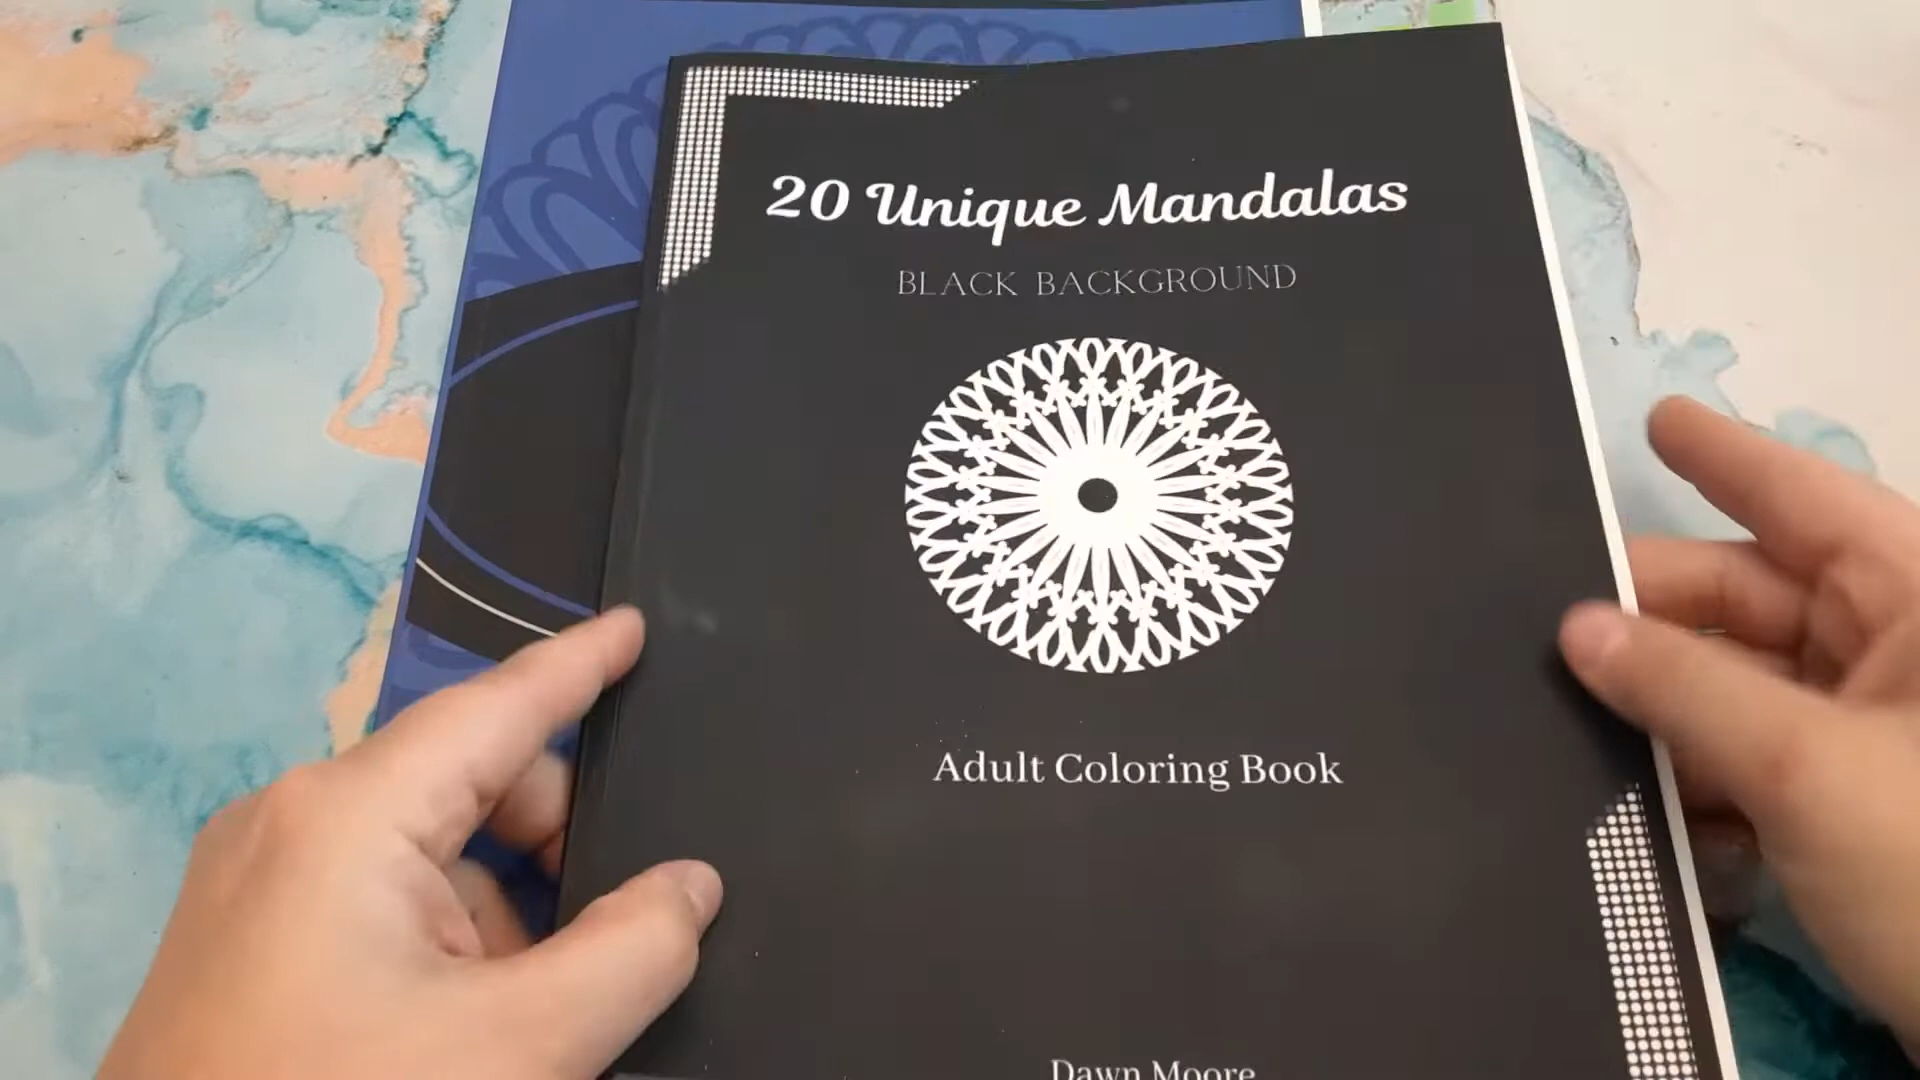 20 Unique Mandalas
BLACK BACKGROUND
Adult Coloring Book
Dawn Moore